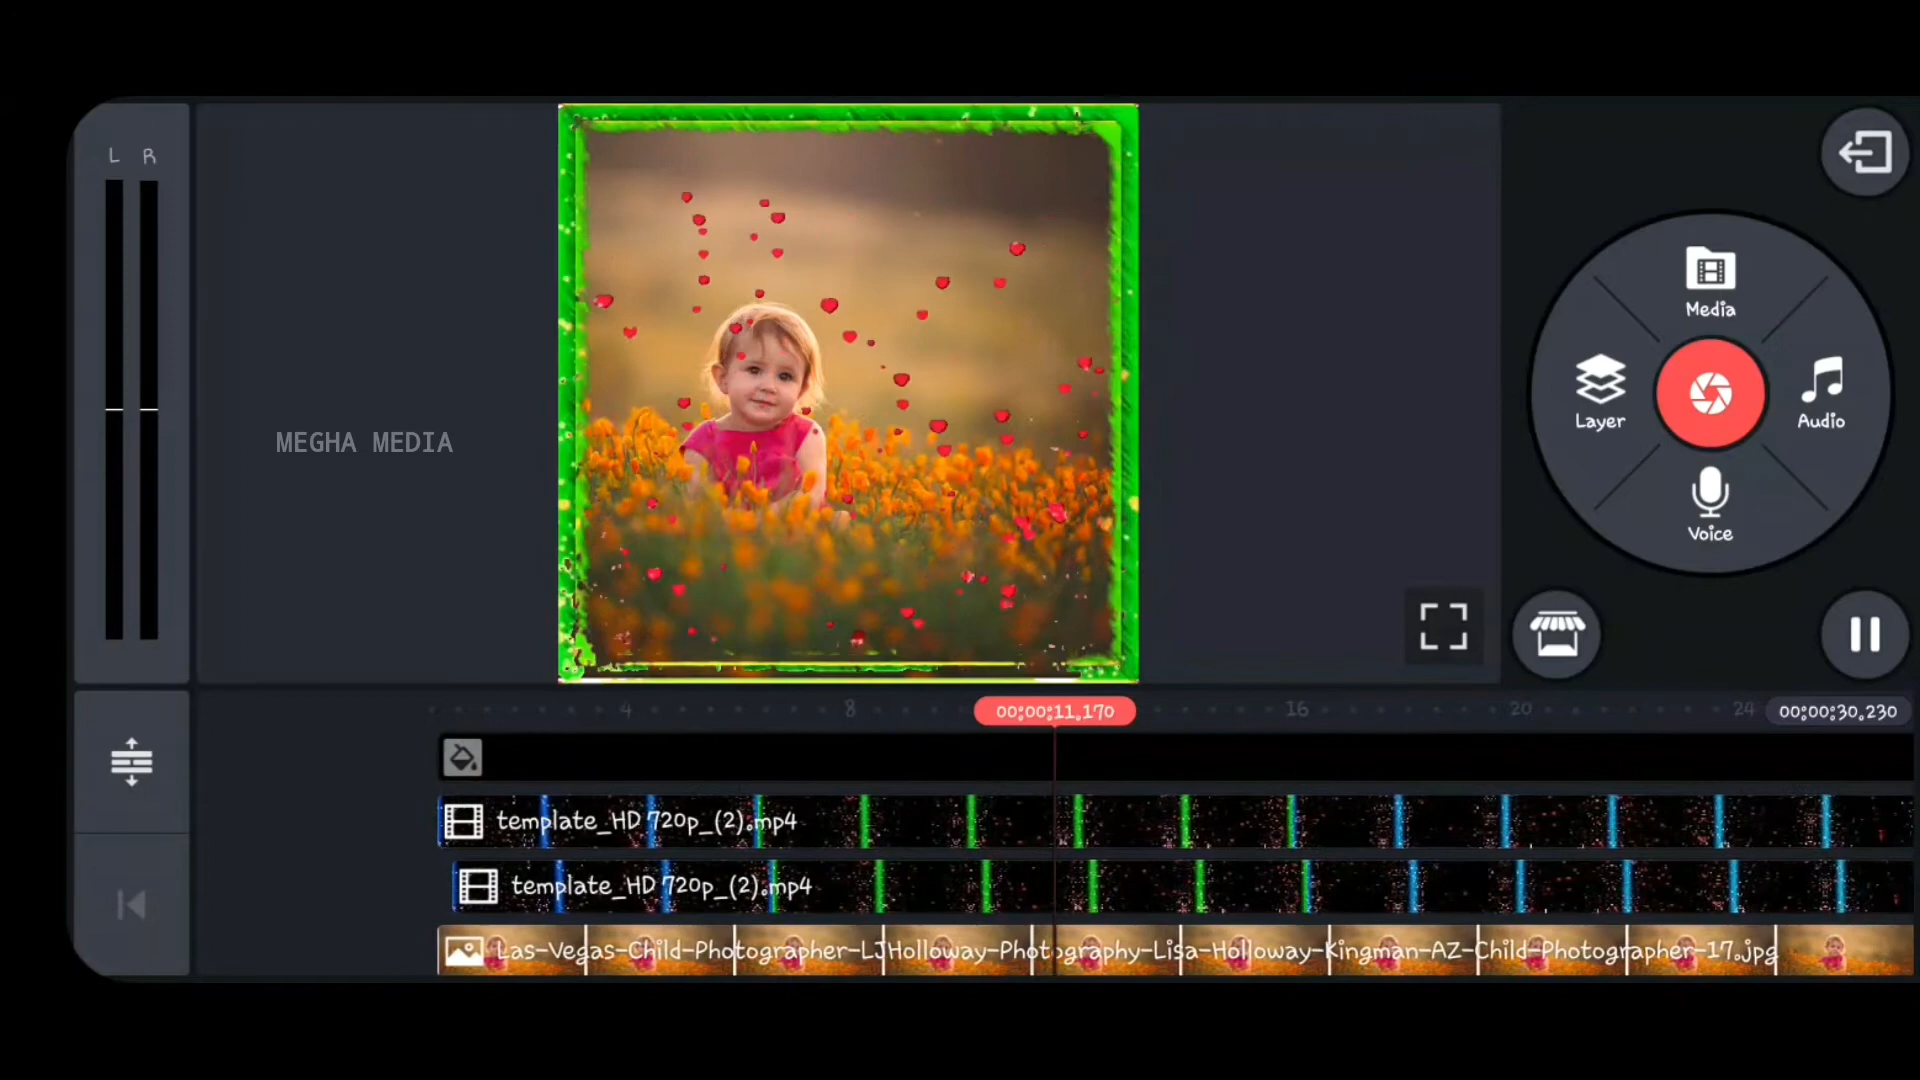 L R
MEGHA MEDIA
Media
Layer
Audio
Voice
4 8 00:00:11.170 16 20 24 00:00:30.230
template_HD 720p_(2).mp4
template_HD 720p_(2).mp4
Las-Vegas-Child-Photographer-LJHolloway-Photography-Lisa-Holloway-Kingman-AZ-Child-Photographer-17.jpg